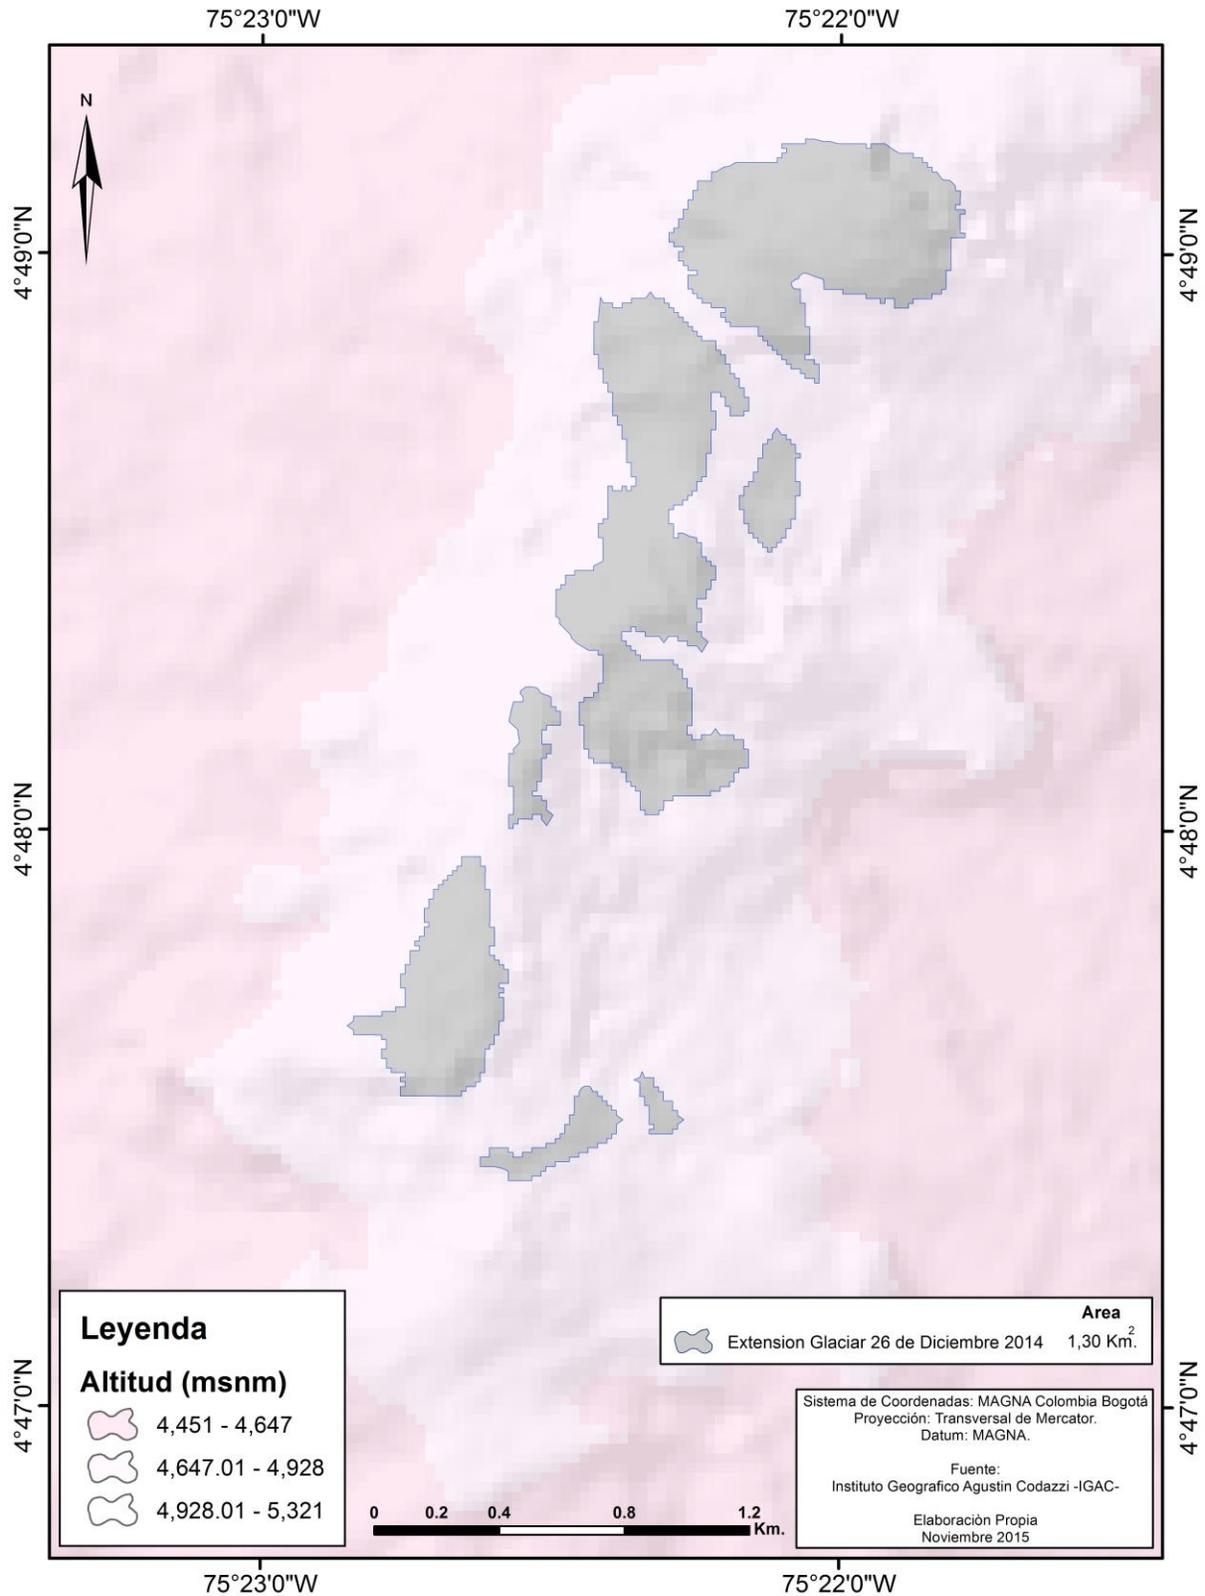 75°23'0"W
75°22'0"W
N
4°49'0"N
4°49'0"N
4°48'0"N
4°48'0"N
4°47'0"N
4°47'0"N
Leyenda
Altitud (msnm)
4,451 - 4,647
4,647.01 - 4,928
4,928.01 - 5,321
0 0.2 0.4 0.8 1.2
Km.
Area
Extension Glaciar 26 de Diciembre 2014 1,30 Km.²
Sistema de Coordenadas: MAGNA Colombia Bogotá
Proyección: Transversal de Mercator.
Datum: MAGNA.
Fuente:
Instituto Geografico Agustin Codazzi -IGAC-
Elaboraciòn Propia
Noviembre 2015
75°23'0"W
75°22'0"W